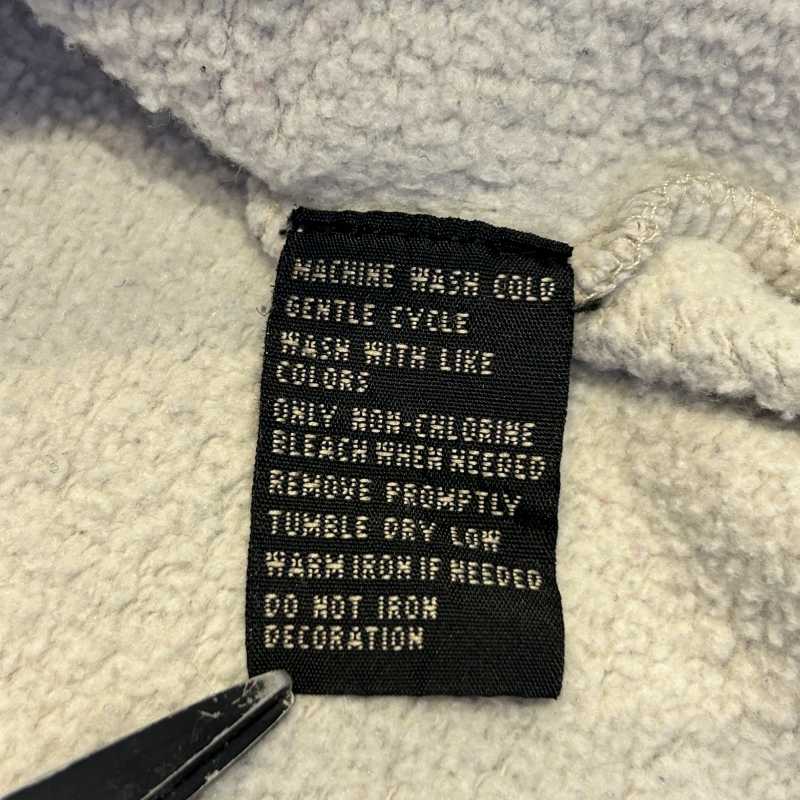 MACHINE WASH COLD
GENTLE CYCLE
WASH WITH LIKE
COLORS
ONLY NON-CHLORINE
BLEACH WHEN NEEDED
REMOVE PROMPTLY
TUMBLE DRY LOW
WARM IRON IF NEEDED
DO NOT IRON
DECORATION